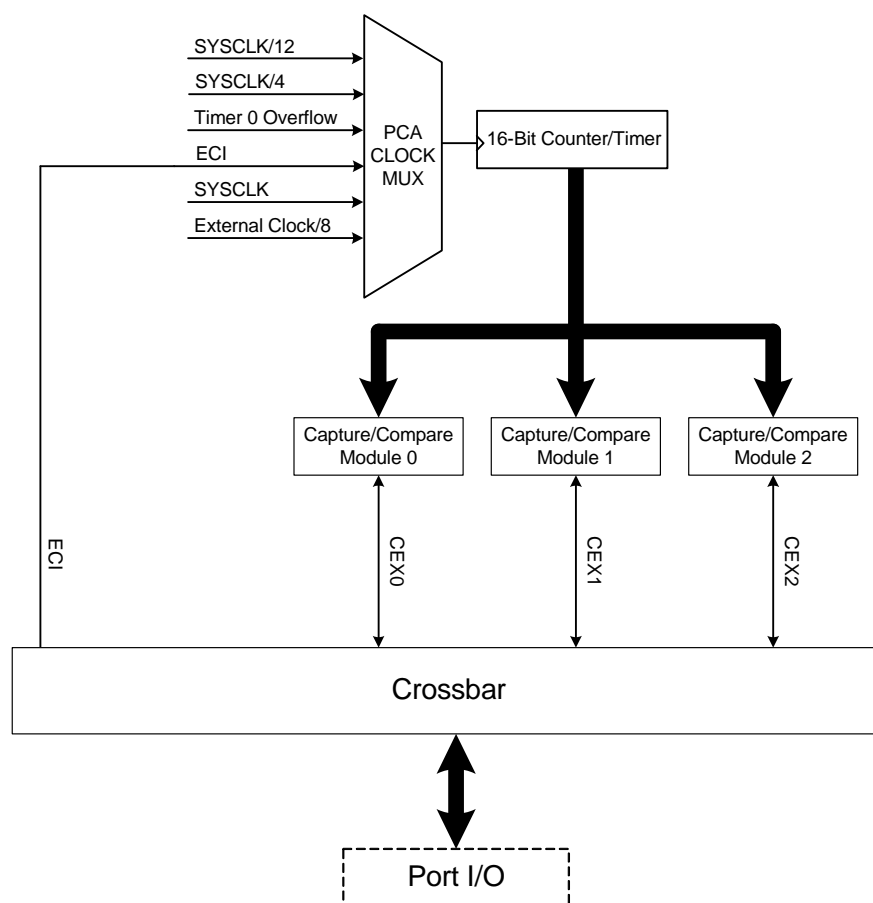 SYSCLK/12
SYSCLK/4
Timer 0 Overflow
ECI
SYSCLK
External Clock/8
PCA
CLOCK
MUX
16-Bit Counter/Timer
Capture/Compare
Module 0
Capture/Compare
Module 1
Capture/Compare
Module 2
ECI
CEX0
CEX1
CEX2
Crossbar
Port I/O